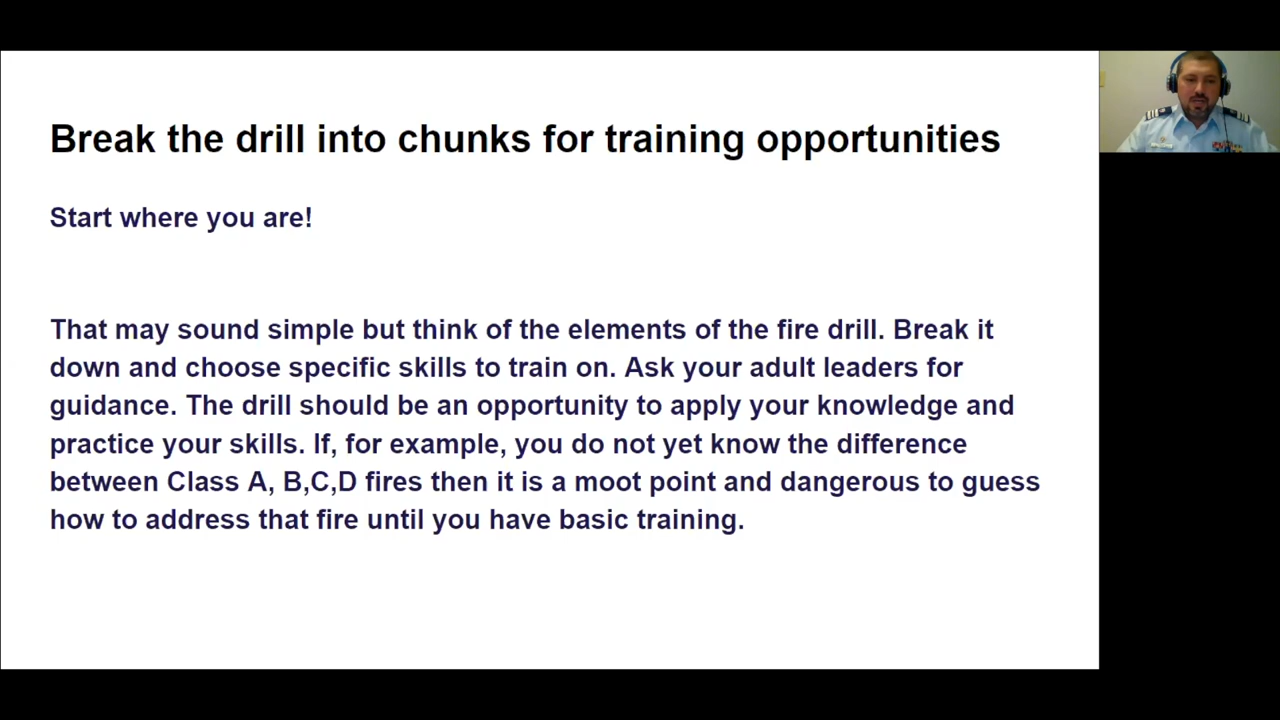 Break the drill into chunks for training opportunities
Start where you are!
That may sound simple but think of the elements of the fire drill. Break it
down and choose specific skills to train on. Ask your adult leaders for
guidance. The drill should be an opportunity to apply your knowledge and
practice your skills. If, for example, you do not yet know the difference
between Class A, B,C,D fires then it is a moot point and dangerous to guess
how to address that fire until you have basic training.